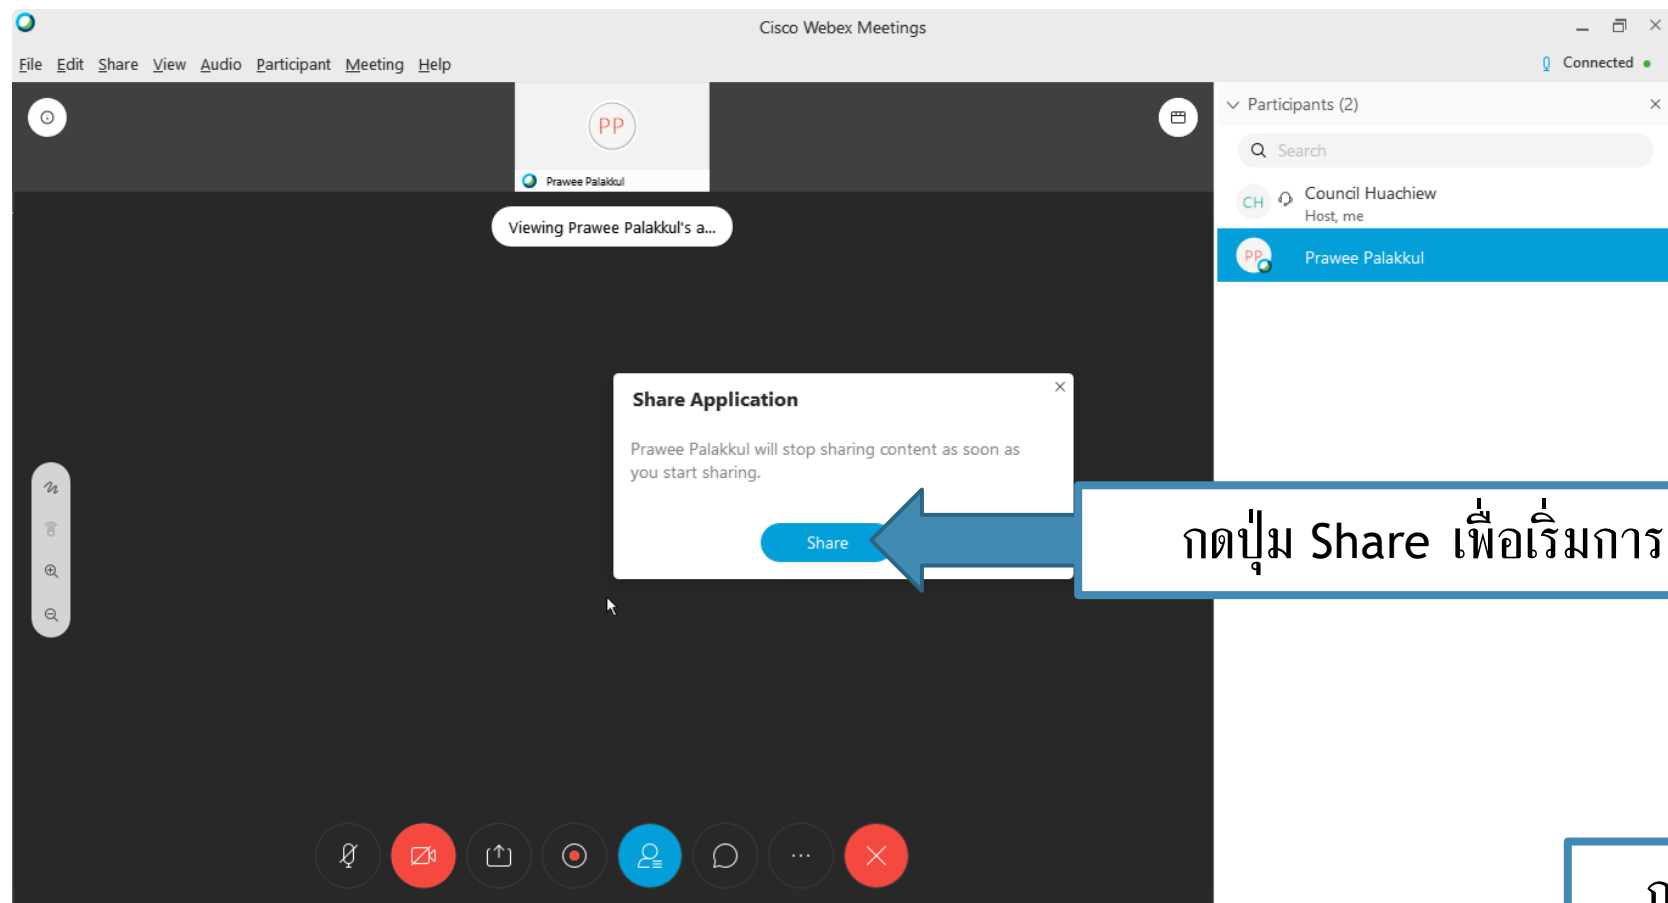 Cisco Webex Meetings
File Edit Share View Audio Participant Meeting Help
Connected
PP
Prawee Palakkul
Viewing Prawee Palakkul's a...
Participants (2)
Search
CH Council Huachiew
Host, me
PP Prawee Palakkul
Share Application
Prawee Palakkul will stop sharing content as soon as
you start sharing.
Share
กดปุ่ม Share เพื่อเริ่มการ